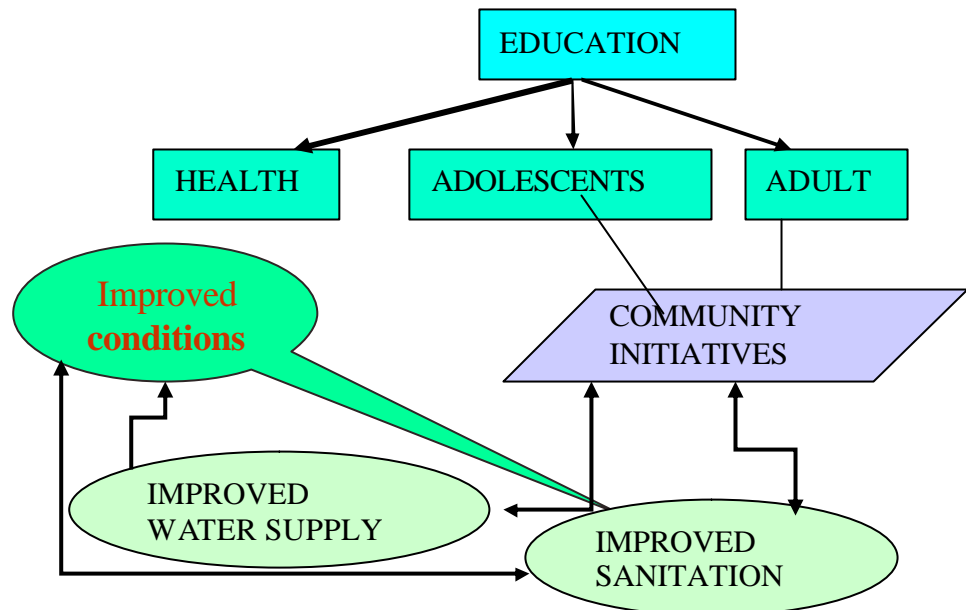 EDUCATION
HEALTH
ADOLESCENTS
ADULT
Improved
conditions
COMMUNITY
INITIATIVES
IMPROVED
WATER SUPPLY
IMPROVED
SANITATION